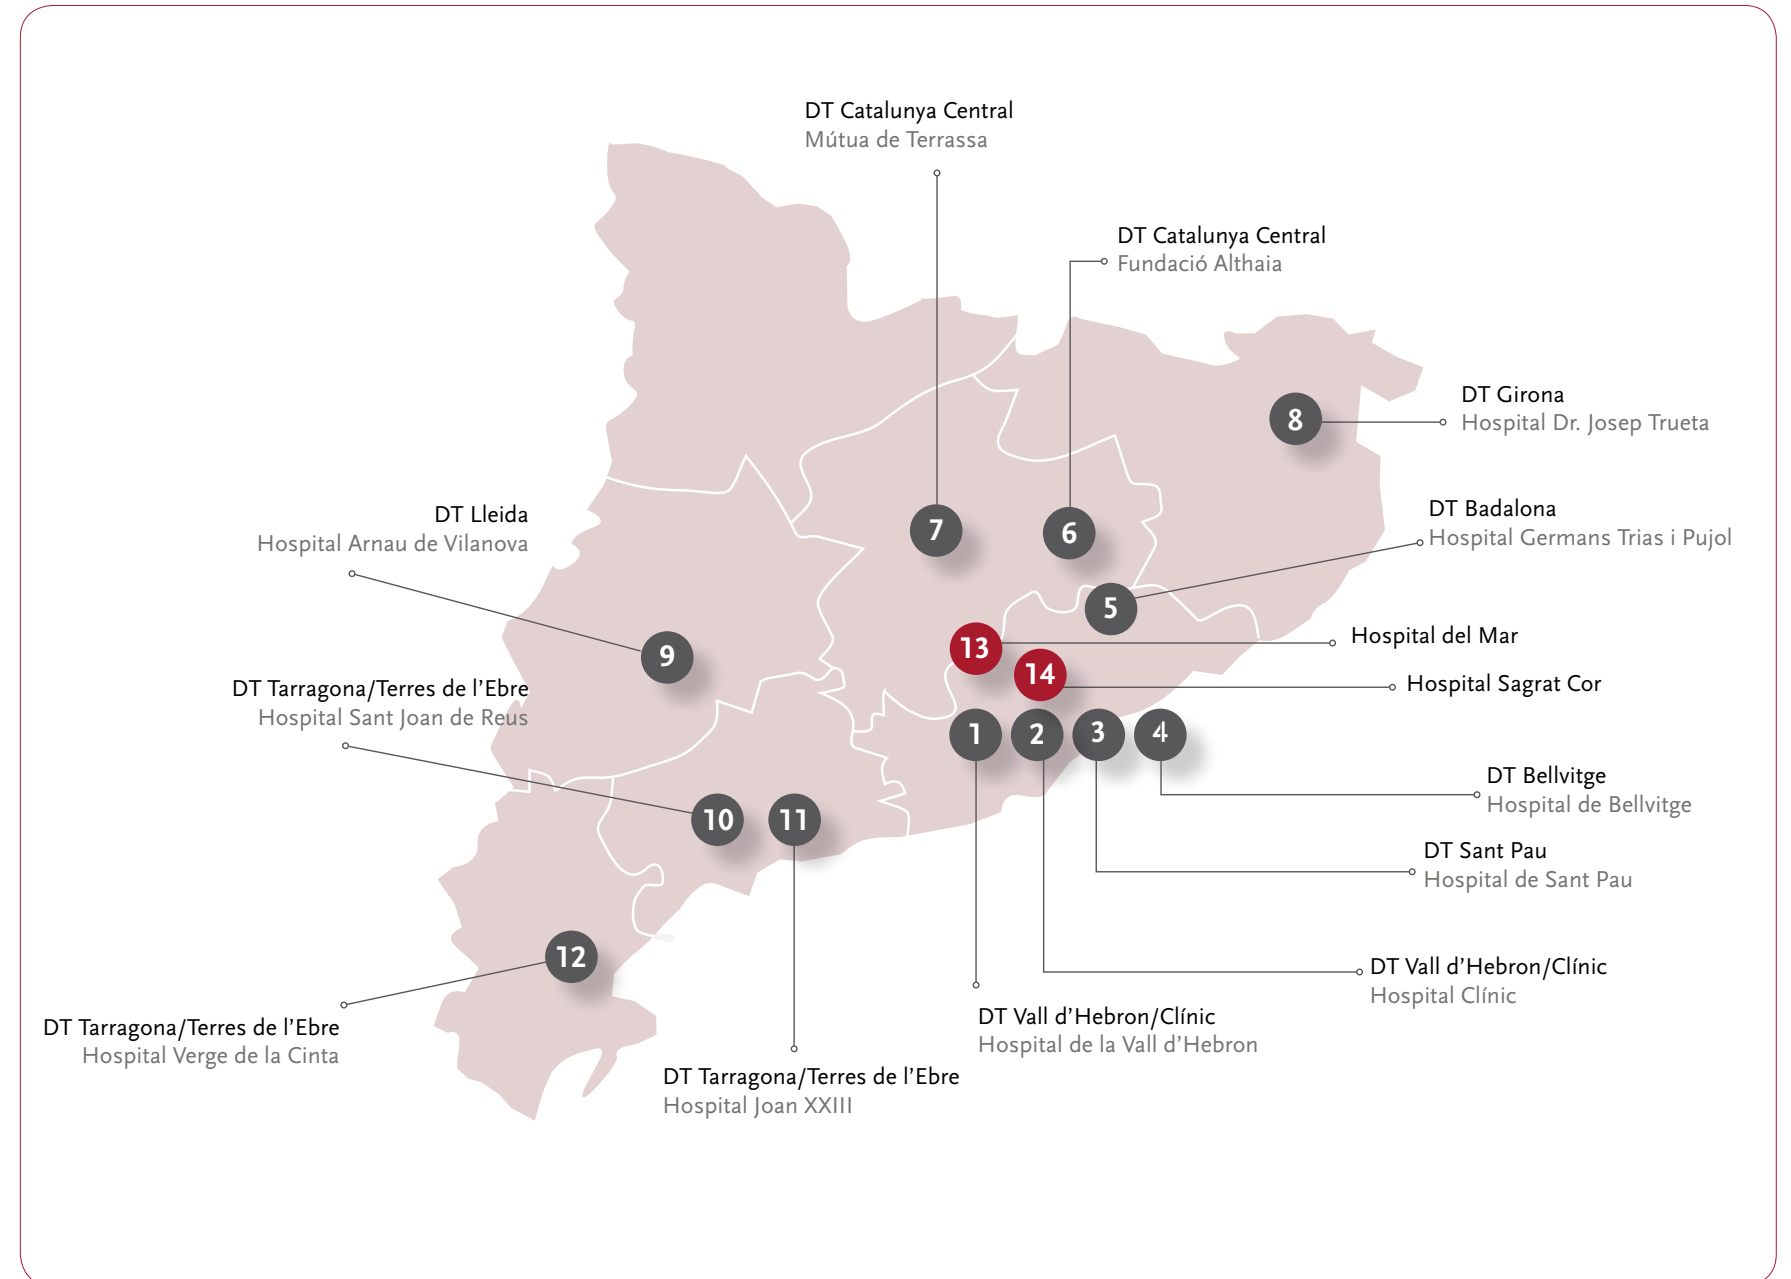 DT Catalunya Central
Mútua de Terrassa
DT Catalunya Central
Fundació Althaia
DT Girona
Hospital Dr. Josep Trueta
8
DT Lleida
Hospital Arnau de Vilanova
DT Badalona
Hospital Germans Trias i Pujol
7
6
5
Hospital del Mar
13
9
14
Hospital Sagrat Cor
DT Tarragona/Terres de l’Ebre
Hospital Sant Joan de Reus
1
2
3
4
DT Bellvitge
Hospital de Bellvitge
10
11
DT Sant Pau
Hospital de Sant Pau
12
DT Vall d’Hebron/Clínic
Hospital Clínic
DT Tarragona/Terres de l’Ebre
Hospital Verge de la Cinta
DT Vall d’Hebron/Clínic
Hospital de la Vall d’Hebron
DT Tarragona/Terres de l’Ebre
Hospital Joan XXIII